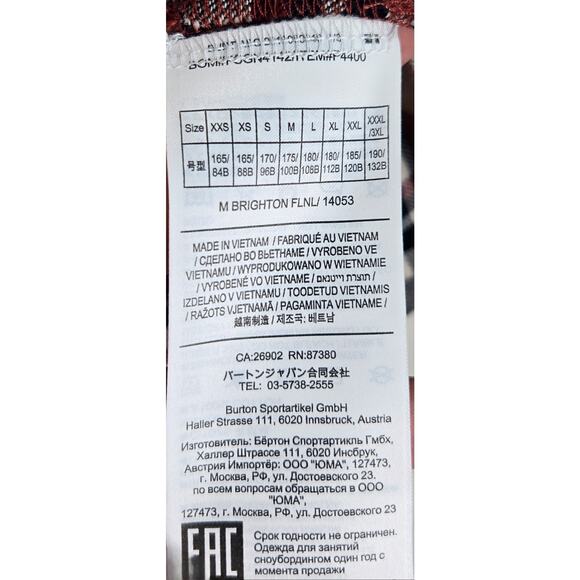 Size XXS XS S M L XL XXL XXXL /3XL
号型 165/84B 165/88B 170/96B 175/100B 180/108B 180/112B 185/120B 190/132B
M BRIGHTON FLNL/ 14053
MADE IN VIETNAM / FABRIQUÉ AU VIETNAM
/ СДЕЛАНО ВО ВЬЕТНАМЕ / VYROBENO VE
VIETNAMU / WYPRODUKOWANO W WIETNAMIE
/ VYROBENÉ VO VIETNAME / תוצרת וייטנאם /
IZDELANO V VIETNAMU / TOODETUD VIETNAMIS
/ RAŽOTS VJETNAMĀ / PAGAMINTA VIETNAME /
/ 越南制造 / 제조국: 베트남
CA:26902 RN:87380
バートンジャパン合同会社
TEL: 03-5738-2555
Burton Sportartikel GmbH
Haller Strasse 111, 6020 Innsbruck, Austria
Изготовитель: Бёртон Спортартикль Гмбх,
Халлер Штрассе 111, 6020 Инсбрук,
Австрия Импортёр: ООО "ЮМА", 127473,
г. Москва, РФ, ул. Достоевского 23.
по всем вопросам обращаться в ООО
"ЮМА",
127473, г. Москва, РФ, ул. Достоевского 23.
EAC
Срок годности не ограничен.
Одежда для занятий
сноубордингом один год с
момента продажи